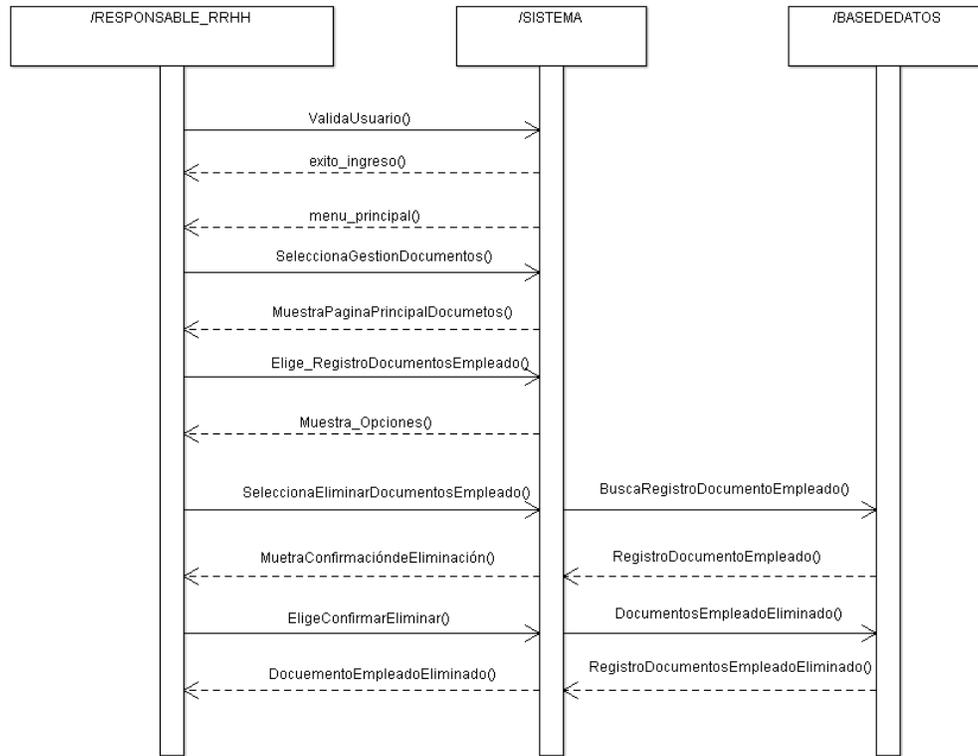 /RESPONSABLE_RRHH
/SISTEMA
/BASEDEDATOS
ValidaUsuario()
exito_ingreso()
menu_principal()
SeleccionaGestionDocumentos()
MuestraPaginaPrincipalDocumetos()
Elige_RegistroDocumentosEmpleado()
Muestra_Opciones()
SeleccionaEliminarDocumentosEmpleado()
BuscaRegistroDocumentoEmpleado()
MuetraConfirmacióndeEliminación()
RegistroDocumentoEmpleado()
EligeConfirmarEliminar()
DocumentosEmpleadoEliminado()
DocuementoEmpleadoEliminado()
RegistroDocumentosEmpleadoEliminado()